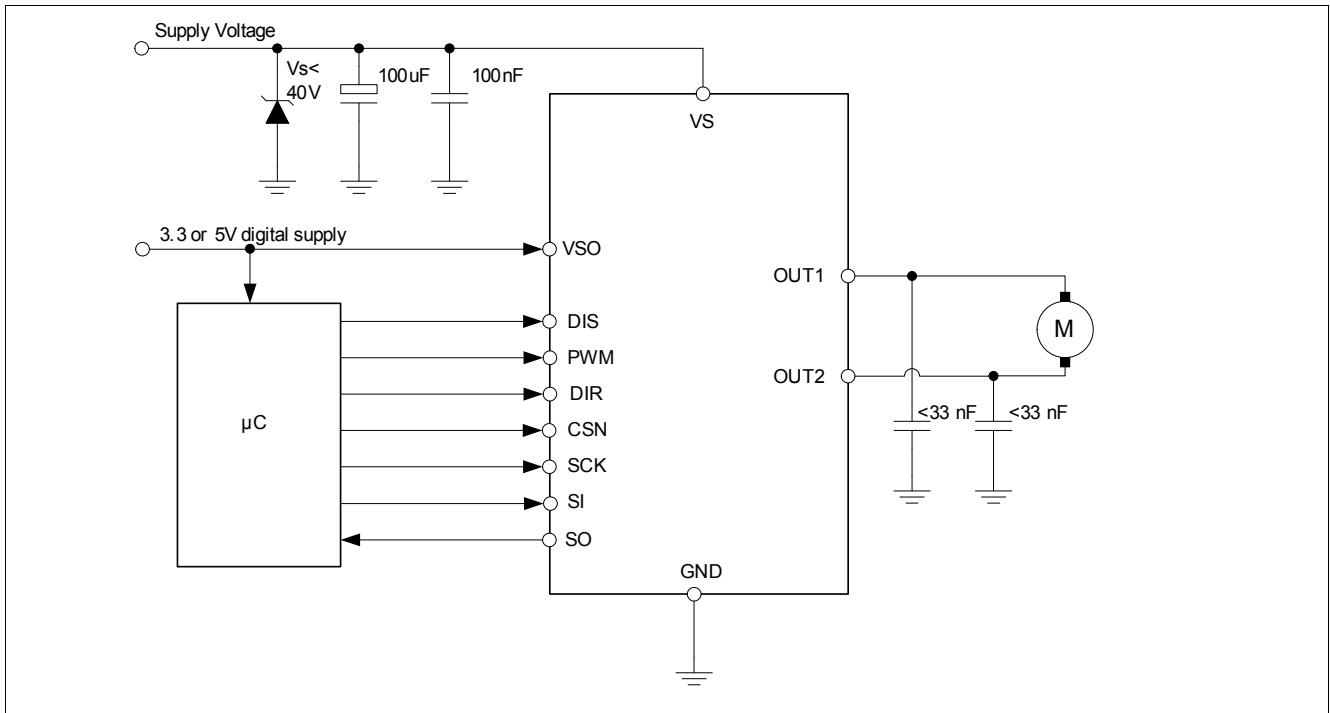 Supply Voltage
Vs<
40V
100uF
100nF
VS
3.3 or 5V digital supply
VSO
OUT1
DIS
M
PWM
OUT2
DIR
µC
<33 nF
<33 nF
CSN
SCK
SI
SO
GND